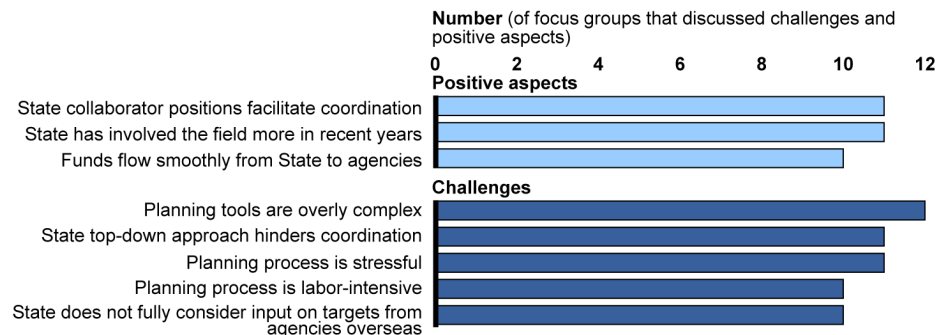 Number (of focus groups that discussed challenges and
positive aspects)
0 2 4 6 8 10 12
Positive aspects
State collaborator positions facilitate coordination
State has involved the field more in recent years
Funds flow smoothly from State to agencies
Challenges
Planning tools are overly complex
State top-down approach hinders coordination
Planning process is stressful
Planning process is labor-intensive
State does not fully consider input on targets from
agencies overseas